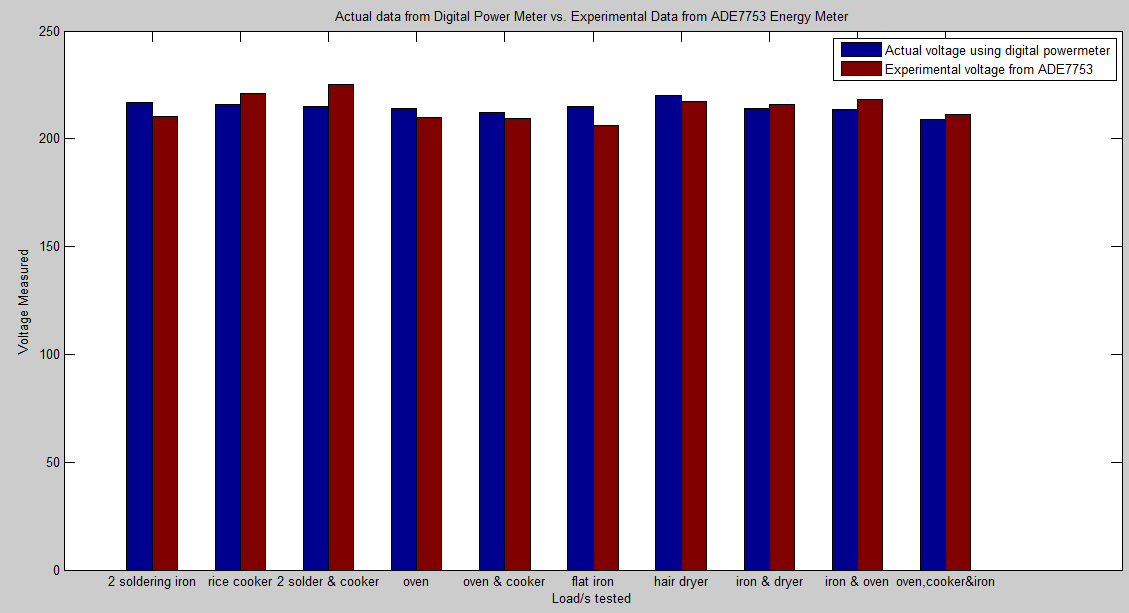 Actual data from Digital Power Meter vs. Experimental Data from ADE7753 Energy Meter
Actual voltage using digital powermeter
Experimental voltage from ADE7753
Voltage Measured
250
200
150
100
50
0
2 soldering iron rice cooker 2 solder & cooker oven oven & cooker flat iron hair dryer iron & dryer iron & oven oven,cooker&iron
Load/s tested